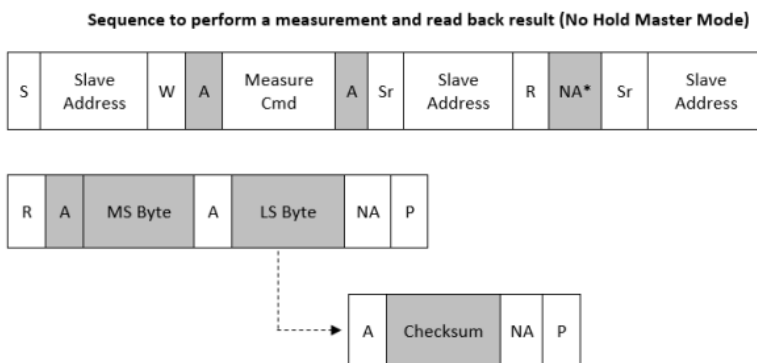 Sequence to perform a measurement and read back result (No Hold Master Mode)
S Slave Address W A Measure Cmd A Sr Slave Address R NA* Sr Slave Address
R A MS Byte A LS Byte NA P
A Checksum NA P